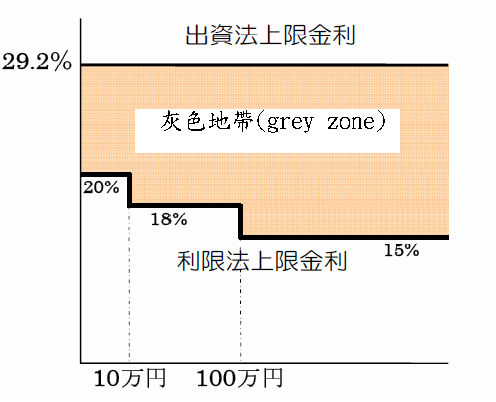 出資法上限金利
29.2%
灰色地帶(grey zone)
20%
18%
15%
利限法上限金利
10万円
100万円